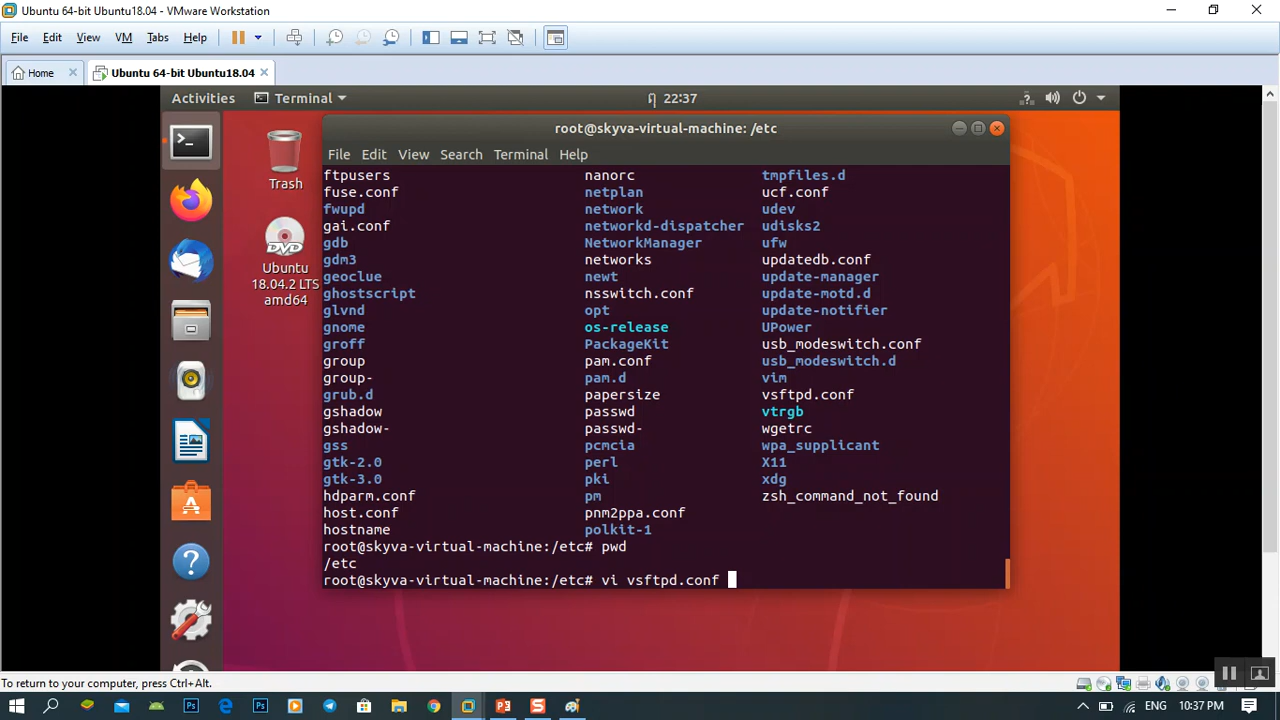 Ubuntu 64-bit Ubuntu18.04 - VMware Workstation
File Edit View VM Tabs Help
Home
Ubuntu 64-bit Ubuntu18.04
Activities Terminal 22:37
root@skyva-virtual-machine: /etc
File Edit View Search Terminal Help
Trash
DVD
Ubuntu
18.04.2 LTS
amd64
ftpusers nanorc tmpfiles.d
fuse.conf netplan ucf.conf
fwupd network udev
gai.conf networkd-dispatcher udisks2
gdb NetworkManager ufw
gdm3 networks updatedb.conf
geoclue newt update-manager
ghostscript nsswitch.conf update-motd.d
glvnd opt update-notifier
gnome os-release UPower
groff PackageKit usb_modeswitch.conf
group pam.conf usb_modeswitch.d
group- pam.d vim
grub.d papersize vsftpd.conf
gshadow passwd vtrgb
gshadow- passwd- wgetrc
gss pcmcia wpa_supplicant
gtk-2.0 perl X11
gtk-3.0 pki xdg
hdparm.conf pm zsh_command_not_found
host.conf pnm2ppa.conf
hostname polkit-1
root@skyva-virtual-machine:/etc# pwd
/etc
root@skyva-virtual-machine:/etc# vi vsftpd.conf
To return to your computer, press Ctrl+Alt.
ENG 10:37 PM